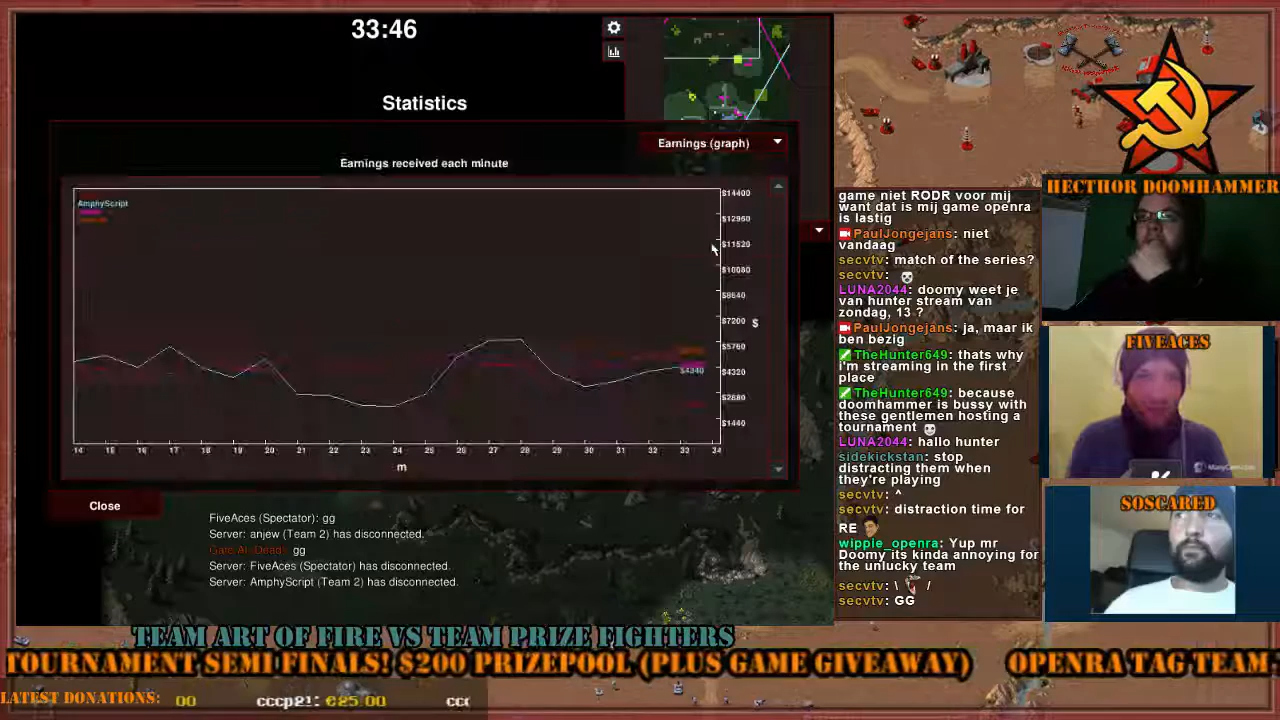 33:46
Statistics
Earnings (graph)
Earnings received each minute
AmphyScript
$14400
$12960
$11520
$10080
$8640
$7200
$
$5760
$4320
$4340
$2880
$1440
14 15 16 17 18 19 20 21 22 23 24 25 26 27 28 29 30 31 32 33 34
m
Close
FiveAces (Spectator): gg
Server: anjew (Team 2) has disconnected.
gg
Server: FiveAces (Spectator) has disconnected.
Server: AmphyScript (Team 2) has disconnected.
game niet RODR voor mij
want dat is mij game openra
is lastig
PaulJongejans: niet
vandaag
secvtv: match of the series?
secvtv:
LUNA2044: doomy weet je
van hunter stream van
zondag, 13 ?
PaulJongejans: ja, maar ik
ben bezig
TheHunter649: thats why
i'm streaming in the first
place
TheHunter649: because
doomhammer is bussy with
these gentlemen hosting a
tournament
LUNA2044: hallo hunter
sidekickstan: stop
distracting them when
they're playing
secvtv: ^
secvtv: distraction time for
RE
wippie_openra: Yup mr
Doomy its kinda annoying for
the unlucky team
secvtv: \ /
secvtv: GG
HECTHOR DOOMHAMMER
FIVEACES
ManyCam.com
SOSCARED
TEAM ART OF FIRE VS TEAM PRIZE FIGHTERS
TOURNAMENT SEMI FINALS! $200 PRIZEPOOL (PLUS GAME GIVEAWAY) OPENRA TAG TEAM
LATEST DONATIONS: 00 cccp21: €25.00 ccc